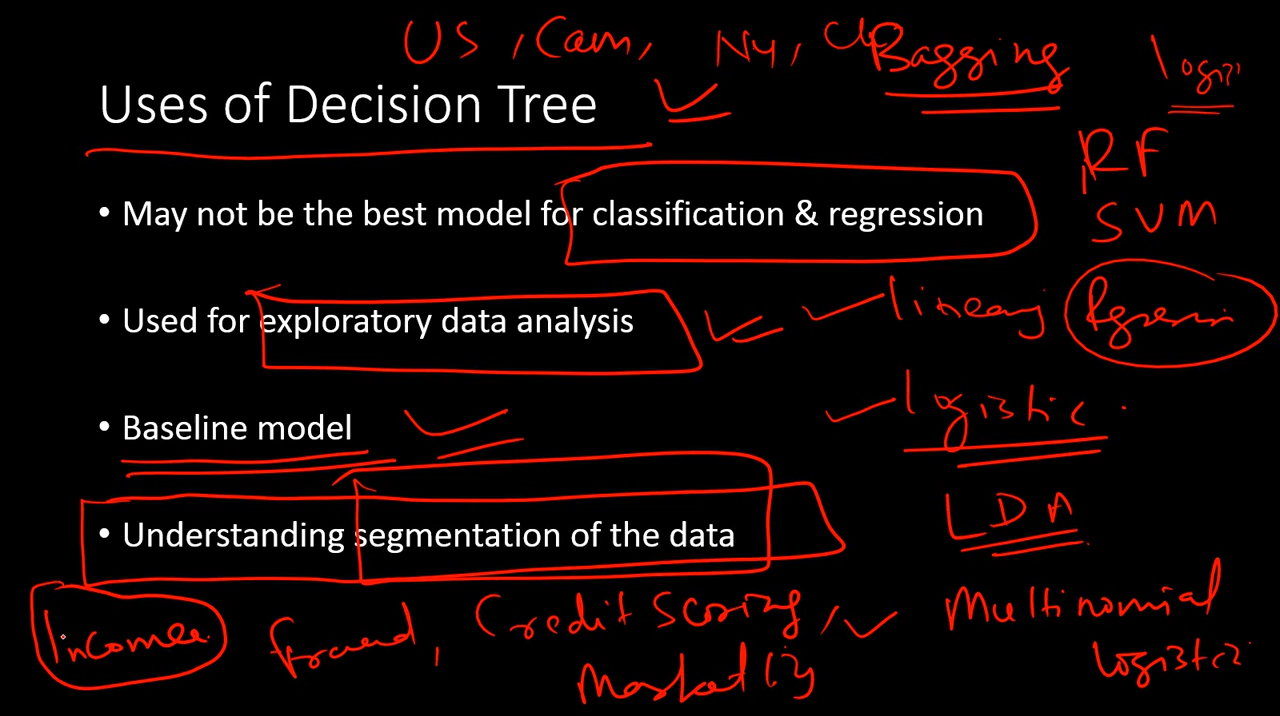 US, Cam, NY,
Bagging
Uses of Decision Tree
RF
SVM
• May not be the best model for classification & regression
• Used for exploratory data analysis
linear
logistic
• Baseline model
LDA
• Understanding segmentation of the data
fraud, Credit Scoring,
Multinomial